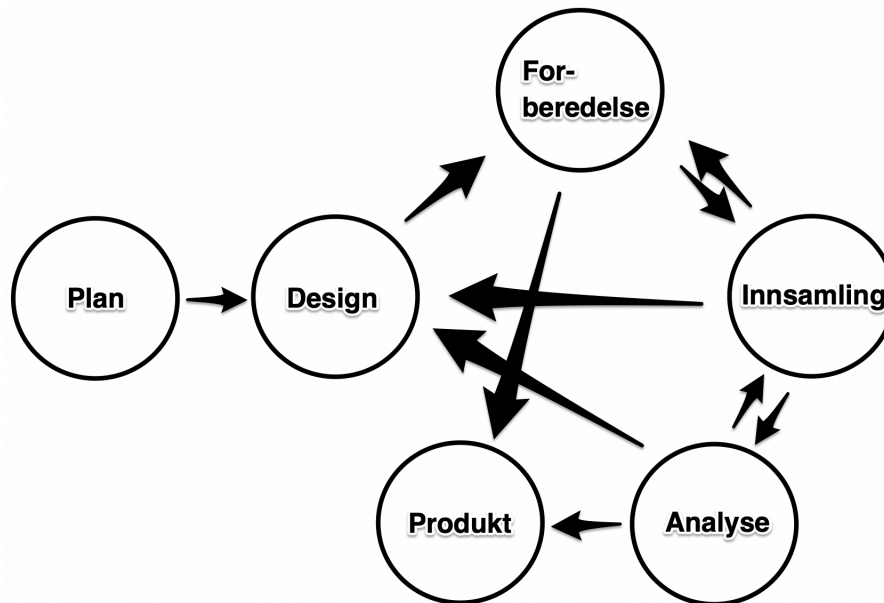 For-
beredelse
Plan
Design
Innsamling
Produkt
Analyse